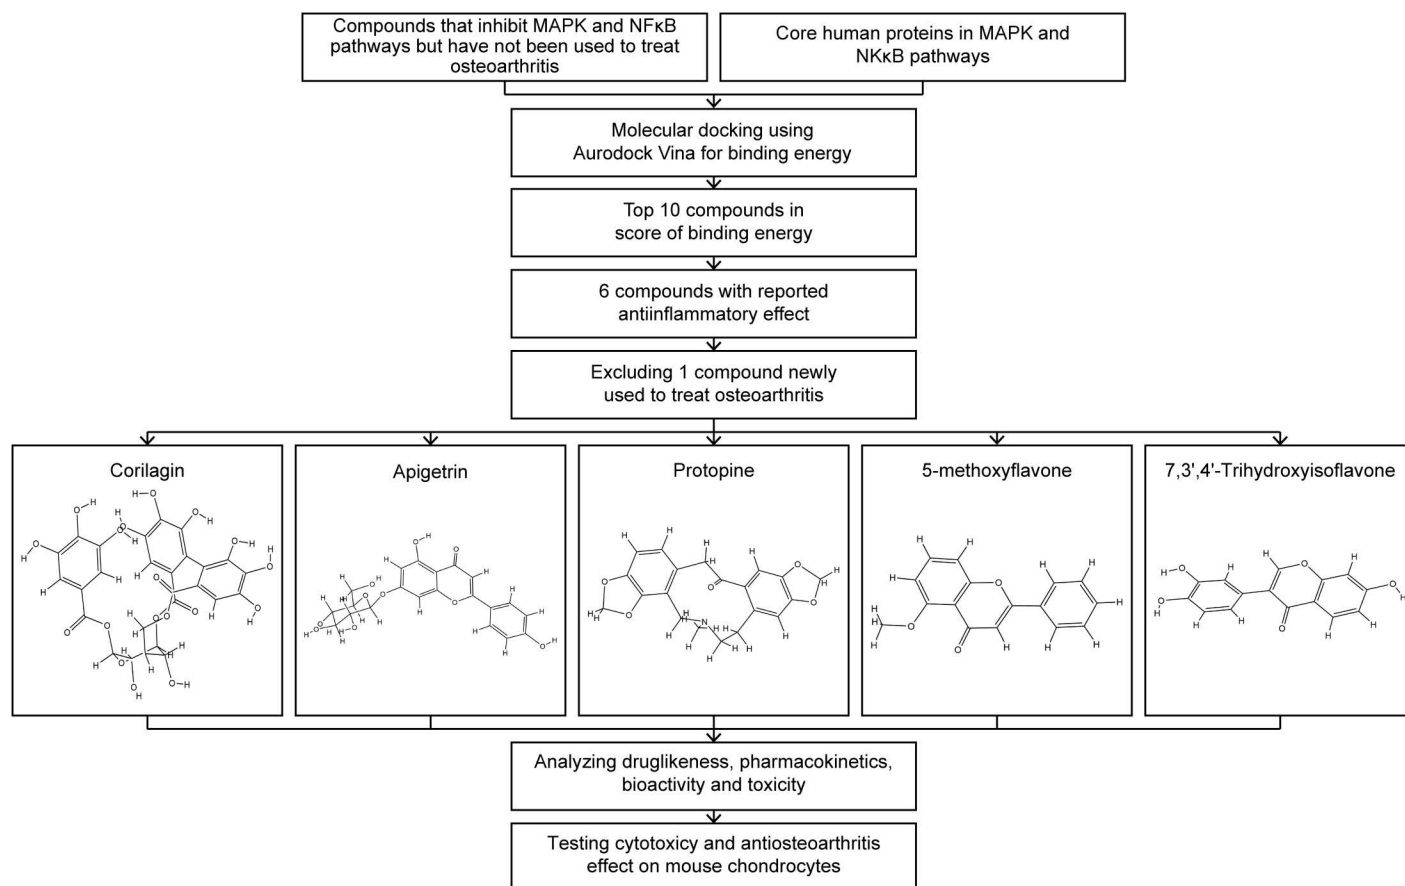 Compounds that inhibit MAPK and NFκB
pathways but have not been used to treat
osteoarthritis
Core human proteins in MAPK and
NKκB pathways
Molecular docking using
Aurodock Vina for binding energy
Top 10 compounds in
score of binding energy
6 compounds with reported
antiinflammatory effect
Excluding 1 compound newly
used to treat osteoarthritis
Corilagin
Apigetrin
Protopine
5-methoxyflavone
7,3',4'-Trihydroxyisoflavone
Analyzing druglikeness, pharmacokinetics,
bioactivity and toxicity
Testing cytotoxicy and antiosteoarthritis
effect on mouse chondrocytes